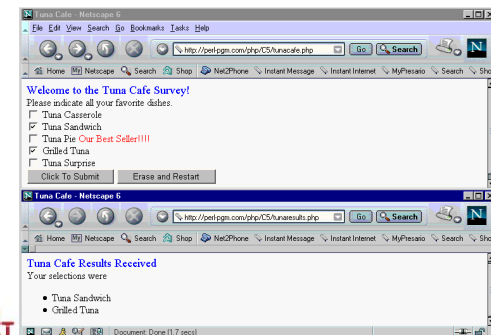 Tuna Cafe - Netscape 6
File Edit View Search Go Bookmarks Tasks Help
http://perl-pgm.com/php/C5/tunacafe.php Go Search N
Home My Netscape Search Shop Net2Phone Instant Message Instant Internet MyPresario Search Sho
Welcome to the Tuna Cafe Survey!
Please indicate all your favorite dishes.
Tuna Casserole
Tuna Sandwich
Tuna Pie Our Best Seller!!!!
Grilled Tuna
Tuna Surprise
Click To Submit Erase and Restart
Tuna Cafe - Netscape 6
http://perl-pgm.com/php/C5/tunaresults.php Go Search N
Home My Netscape Search Shop Net2Phone Instant Message Instant Internet MyPresario Search Sho
Tuna Cafe Results Received
Your selections were
Tuna Sandwich
Grilled Tuna
Document: Done (1.7 secs)